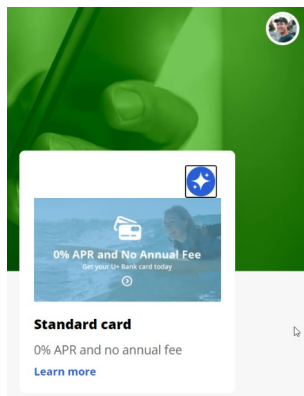 0% APR and No Annual Fee
Get your U+ Bank card today
Standard card
0% APR and no annual fee
Learn more